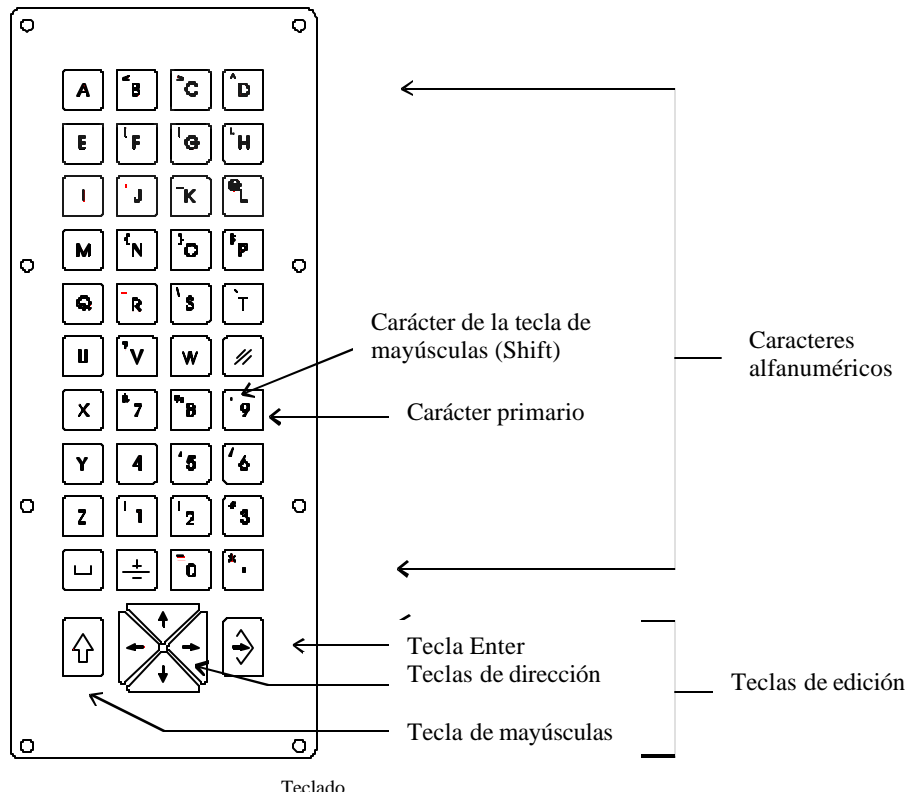 A B C D
E F G H
I J K L
M N O P
Q R S T
U V W //
X 7 8 9
Y 4 5 6
Z 1 2 3
± 0 .
Carácter de la tecla de
mayúsculas (Shift)
Carácter primario
Caracteres
alfanuméricos
Tecla Enter
Teclas de dirección
Tecla de mayúsculas
Teclas de edición
Teclado